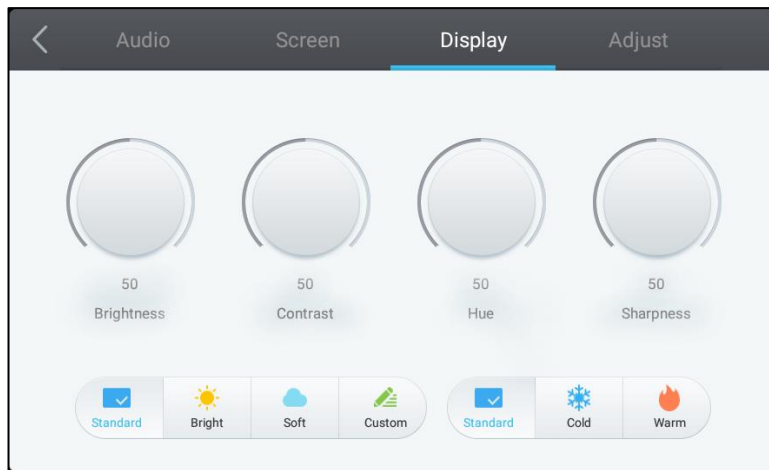 Audio Screen Display Adjust
50 50 50 50
Brightness Contrast Hue Sharpness
Standard Bright Soft Custom Standard Cold Warm